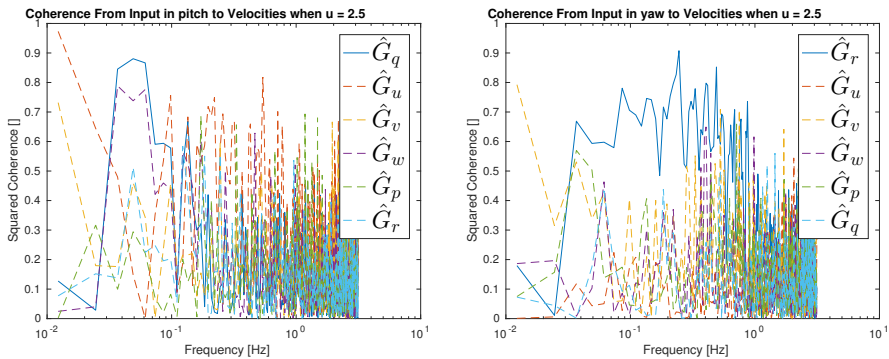 Coherence From Input in pitch to Velocities when u = 2.5
1
0.9
0.8
0.7
0.6
0.5
0.4
0.3
0.2
0.1
0
Squared Coherence []
10^-2
10^-1
10^0
10^1
Frequency [Hz]
Ĝ_q
Ĝ_u
Ĝ_v
Ĝ_w
Ĝ_p
Ĝ_r
Coherence From Input in yaw to Velocities when u = 2.5
1
0.9
0.8
0.7
0.6
0.5
0.4
0.3
0.2
0.1
0
Squared Coherence []
10^-2
10^-1
10^0
10^1
Frequency [Hz]
Ĝ_r
Ĝ_u
Ĝ_v
Ĝ_w
Ĝ_p
Ĝ_q